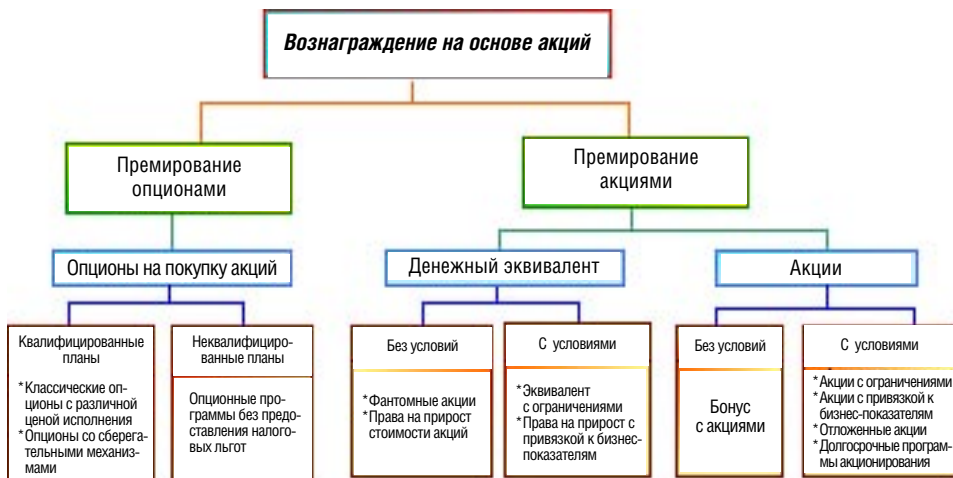 Вознаграждение на основе акций
Премирование
опционами
Премирование
акциями
Опционы на покупку акций
Денежный эквивалент
Акции
Квалифицированные
планы
* Классические оп-
ционы с различной
ценой исполнения
* Опционы со сберега-
тельными механиз-
мами
Неквалифициро-
ванные планы
Опционные про-
граммы без предо-
ставления налого-
вых льгот
Без условий
* Фантомные акции
* Права на прирост
стоимости акций
С условиями
* Эквивалент
с ограничениями
* Права на прирост с
привязкой к бизнес-
показателям
Без условий
Бонус
с акциями
С условиями
* Акции с ограничениями
* Акции с привязкой к
бизнес-показателям
* Отложенные акции
* Долгосрочные програм-
мы акционирования